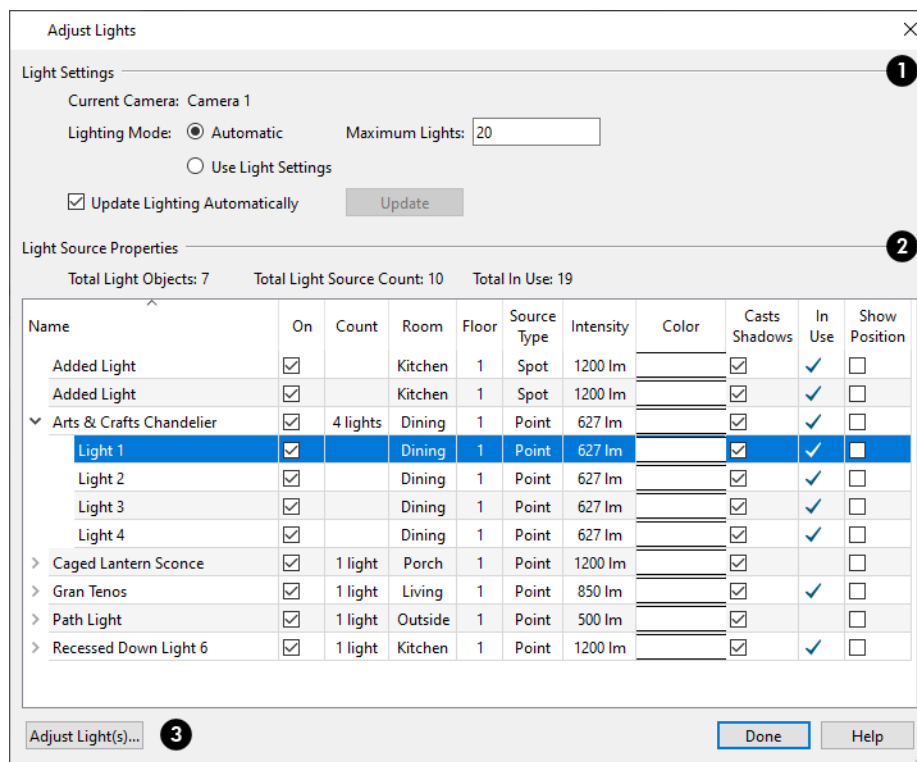 Adjust Lights
Light Settings 1
Current Camera: Camera 1
Lighting Mode: Automatic Maximum Lights: 20
Use Light Settings
Update Lighting Automatically Update
Light Source Properties 2
Total Light Objects: 7 Total Light Source Count: 10 Total In Use: 19
Name On Count Room Floor Source Type Intensity Color Casts Shadows In Use Show Position
Added Light Kitchen 1 Spot 1200 lm
Added Light Kitchen 1 Spot 1200 lm
Arts & Crafts Chandelier 4 lights Dining 1 Point 627 lm
Light 1 Dining 1 Point 627 lm
Light 2 Dining 1 Point 627 lm
Light 3 Dining 1 Point 627 lm
Light 4 Dining 1 Point 627 lm
Caged Lantern Sconce 1 light Porch 1 Point 1200 lm
Gran Tenos 1 light Living 1 Point 850 lm
Path Light 1 light Outside 1 Point 500 lm
Recessed Down Light 6 1 light Kitchen 1 Point 1200 lm
Adjust Light(s)... 3 Done Help